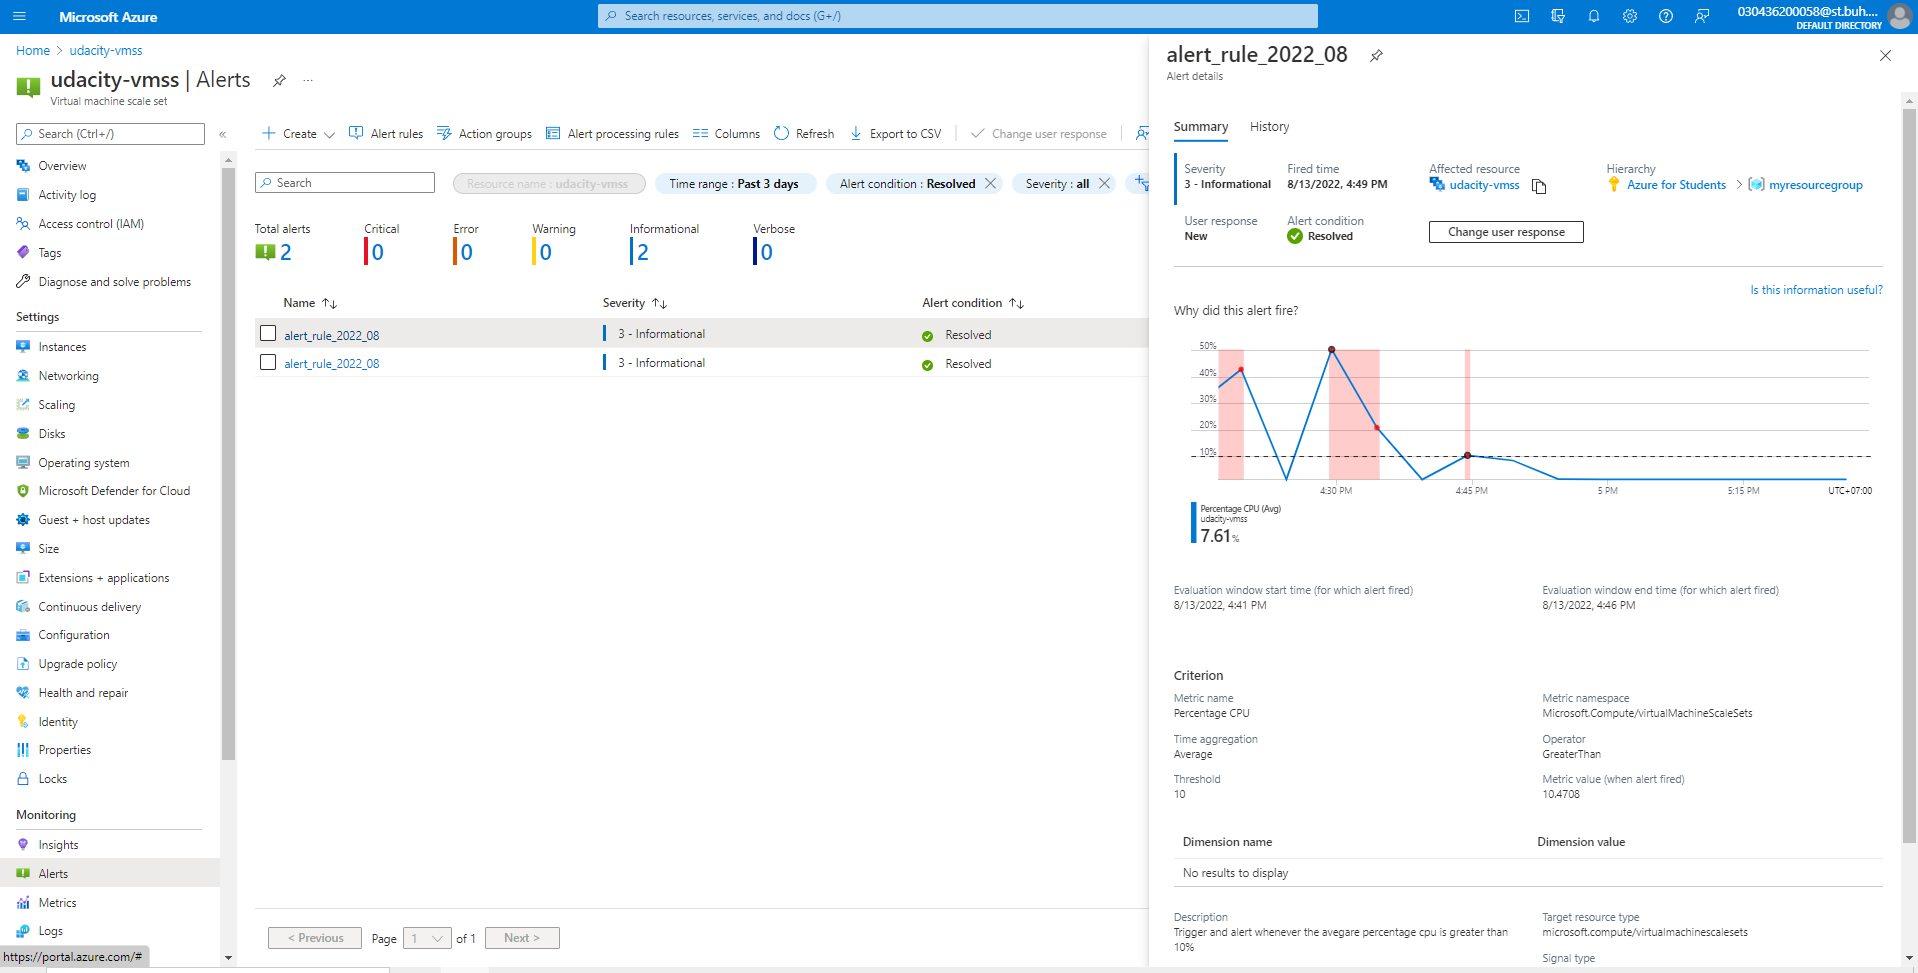 Microsoft Azure
Search resources, services, and docs (G+/)
030436200058@st.buh....
DEFAULT DIRECTORY
Home > udacity-vmss
udacity-vmss | Alerts
...
Virtual machine scale set
Search (Ctrl+/)
«
Overview
Activity log
Access control (IAM)
Tags
Diagnose and solve problems
Settings
Instances
Networking
Scaling
Disks
Operating system
Microsoft Defender for Cloud
Guest + host updates
Size
Extensions + applications
Continuous delivery
Configuration
Upgrade policy
Health and repair
Identity
Properties
Locks
Monitoring
Insights
Alerts
Metrics
Logs
https://portal.azure.com/#
Create Alert rules Action groups Alert processing rules Columns Refresh Export to CSV Change user response
Search Resource name : udacity-vmss Time range : Past 3 days Alert condition : Resolved Severity : all
Total alerts Critical Error Warning Informational Verbose
2 0 0 0 2 0
Name ↑↓ Severity ↑↓ Alert condition ↑↓
alert_rule_2022_08 3 - Informational Resolved
alert_rule_2022_08 3 - Informational Resolved
< Previous Page 1 of 1 Next >
alert_rule_2022_08
Alert details
Summary History
Severity Fired time Affected resource Hierarchy
3 - Informational 8/13/2022, 4:49 PM udacity-vmss Azure for Students > myresourcegroup
User response Alert condition
New Resolved Change user response
Is this information useful?
Why did this alert fire?
50%
40%
30%
20%
10%
4:30 PM 4:45 PM 5 PM 5:15 PM UTC+07:00
Percentage CPU (Avg)
udacity-vmss
7.61%
Evaluation window start time (for which alert fired) Evaluation window end time (for which alert fired)
8/13/2022, 4:41 PM 8/13/2022, 4:46 PM
Criterion
Metric name Metric namespace
Percentage CPU Microsoft.Compute/virtualMachineScaleSets
Time aggregation Operator
Average GreaterThan
Threshold Metric value (when alert fired)
10 10.4708
Dimension name Dimension value
No results to display
Description Target resource type
Trigger and alert whenever the avegare percentage cpu is greater than microsoft.compute/virtualmachinescalesets
10%
Signal type